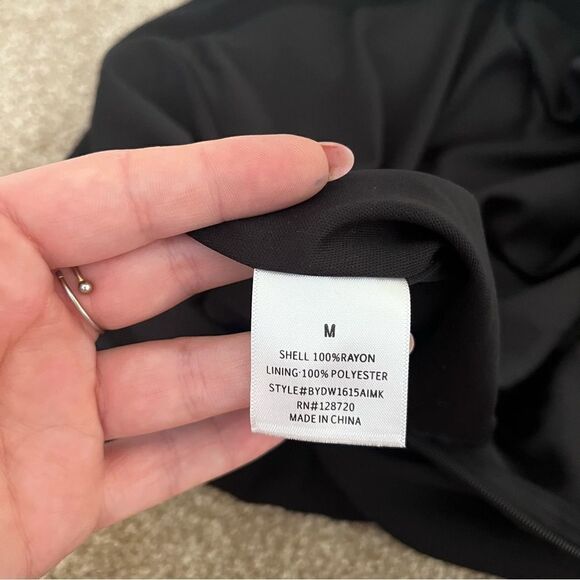 M
SHELL 100%RAYON
LINING·100% POLYESTER
STYLE#BYDW1615AIMK
RN#128720
MADE IN CHINA